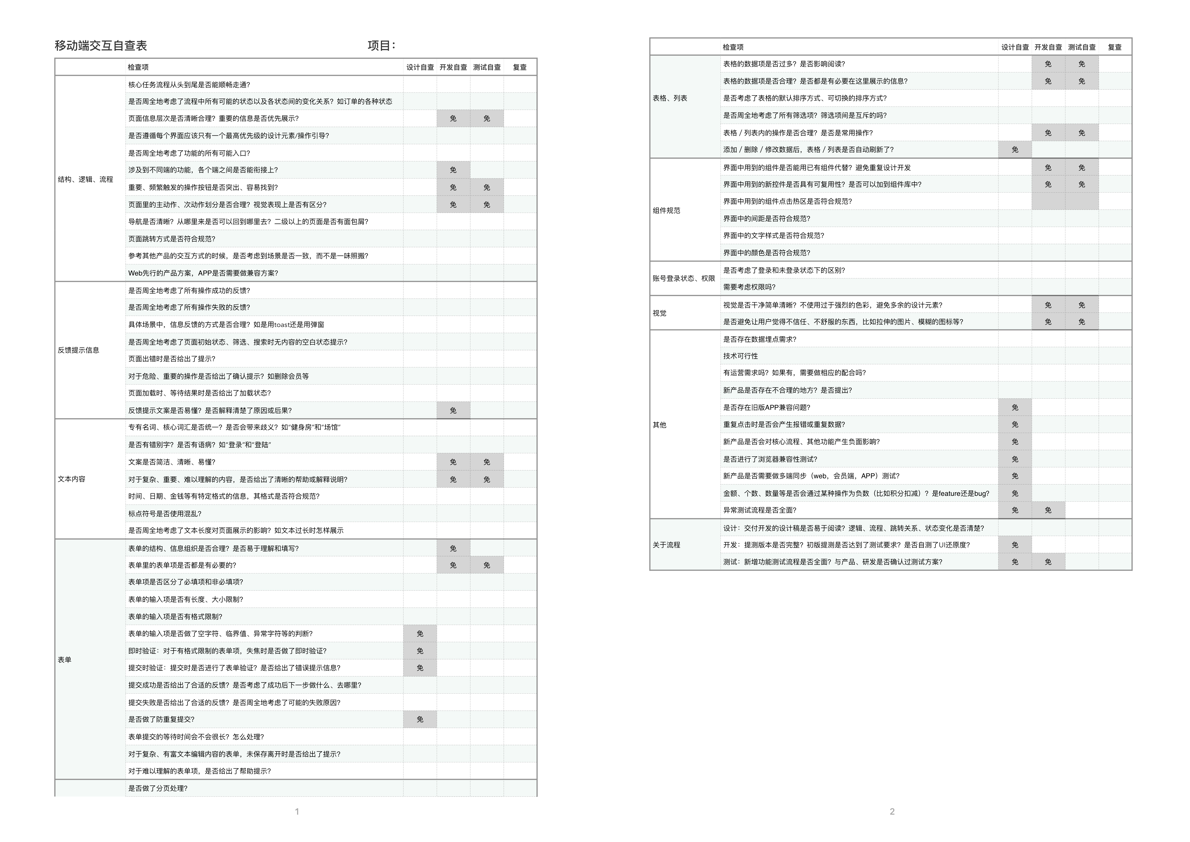 移动端交互自查表 项目：
检查项 设计自查 开发自查 测试自查 复查
结构、逻辑、流程
核心任务流程从头到尾是否能顺畅走通？
是否周全地考虑了流程中所有可能的状态以及各状态间的变化关系？如订单的各种状态
页面信息层次是否清晰合理？重要的信息是否优先展示？ 免 免
是否遵循每个界面应该只有一个最高优先级的设计元素/操作引导？
是否周全地考虑了功能的所有可能入口？
涉及到不同端的功能，各个端之间是否能衔接上？ 免
重要、频繁触发的操作按钮是否突出、容易找到？ 免 免
页面里的主动作、次动作划分是否合理？视觉表现上是否有区分？ 免 免
导航是否清晰？从哪里来是否可以回到哪里去？二级以上的页面是否有面包屑？
页面跳转方式是否符合规范？
参考其他产品的交互方式的时候，是否考虑到场景是否一致，而不是一味照搬？
Web先行的产品方案，APP是否需要做兼容方案？
反馈提示信息
是否周全地考虑了所有操作成功的反馈？
是否周全地考虑了所有操作失败的反馈？
具体场景中，信息反馈的方式是否合理？如是用toast还是用弹窗
是否周全地考虑了页面初始状态、筛选、搜索时无内容的空白状态提示？
页面出错时是否给出了提示？
对于危险、重要的操作是否给出了确认提示？如删除会员等
页面加载时、等待结果时是否给出了加载状态？
反馈提示文案是否易懂？是否解释清楚了原因或后果？ 免
文本内容
专有名词、核心词汇是否统一？是否会带来歧义？如“健身房”和“场馆”
是否有错别字？是否有语病？如“登录”和“登陆”
文案是否简洁、清晰、易懂？ 免 免
对于复杂、重要、难以理解的内容，是否给出了清晰的帮助或解释说明？ 免 免
时间、日期、金钱等有特定格式的信息，其格式是否符合规范？
标点符号是否使用混乱？
是否周全地考虑了文本长度对页面展示的影响？如文本过长时怎样展示
表单
表单的结构、信息组织是否合理？是否易于理解和填写？ 免
表单里的表单项是否都是有必要的？ 免 免
表单项是否区分了必填项和非必填项？
表单的输入项是否有长度、大小限制？
表单的输入项是否有格式限制？
表单的输入项是否做了空字符、临界值、异常字符等的判断？ 免
即时验证：对于有格式限制的表单项，失焦时是否做了即时验证？ 免
提交时验证：提交时是否进行了表单验证？是否给出了错误提示信息？ 免
提交成功是否给出了合适的反馈？是否考虑了成功后下一步做什么、去哪里？
提交失败是否给出了合适的反馈？是否周全地考虑了可能的失败原因？
是否做了防重复提交？ 免
表单提交的等待时间会不会很长？怎么处理？
对于复杂、有富文本编辑内容的表单，未保存离开时是否给出了提示？
对于难以理解的表单项，是否给出了帮助提示？
是否做了分页处理？
1
检查项 设计自查 开发自查 测试自查 复查
表格、列表
表格的数据项是否过多？是否影响阅读？ 免 免
表格的数据项是否合理？是否都是有必要在这里展示的信息？ 免 免
是否考虑了表格的默认排序方式、可切换的排序方式？
是否周全地考虑了所有筛选项？筛选项间是互斥的吗？
表格 / 列表内的操作是否合理？是否是常用操作？ 免 免
添加 / 删除 / 修改数据后，表格 / 列表是否自动刷新了？ 免
组件规范
界面中用到的组件是否能用已有组件代替？避免重复设计开发 免 免
界面中用到的新控件是否具有可复用性？是否可以加到组件库中？ 免 免
界面中用到的组件点击热区是否符合规范？
界面中的间距是否符合规范？
界面中的文字样式是否符合规范？
界面中的颜色是否符合规范？
账号登录状态、权限
是否考虑了登录和未登录状态下的区别？
需要考虑权限吗？
视觉
视觉是否干净简单清晰？不使用过于强烈的色彩，避免多余的设计元素？ 免 免
是否避免让用户觉得不信任、不舒服的东西，比如拉伸的图片、模糊的图标等？ 免 免
其他
是否存在数据埋点需求？
技术可行性
有运营需求吗？如果有，需要做相应的配合吗？
新产品是否存在不合理的地方？是否提出？
是否存在旧版APP兼容问题？ 免
重复点击时是否会产生报错或重复数据？ 免
新产品是否会对核心流程、其他功能产生负面影响？ 免
是否进行了浏览器兼容性测试？ 免
新产品是否需要做多端同步（web，会员端，APP）测试？ 免
金额、个数、数量等是否会通过某种操作为负数（比如积分扣减）？是feature还是bug？ 免
异常测试流程是否全面？ 免 免
关于流程
设计：交付开发的设计稿是否易于阅读？逻辑、流程、跳转关系、状态变化是否清楚？
开发：提测版本是否完整？初版提测是否达到了测试要求？是否自测了UI还原度？ 免
测试：新增功能测试流程是否全面？与产品、研发是否确认过测试方案？ 免 免
2